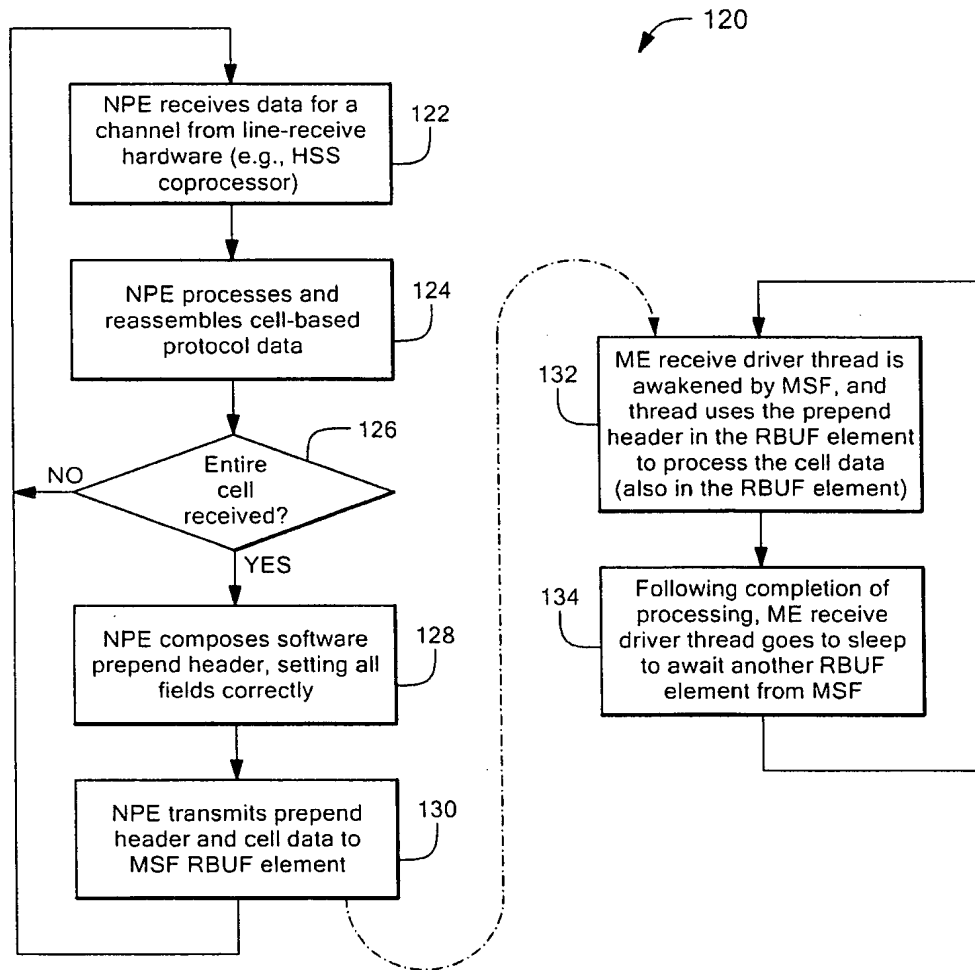 120
NPE receives data for a
channel from line-receive
hardware (e.g., HSS
coprocessor)
122
NPE processes and
reassembles cell-based
protocol data
124
Entire
cell
received?
126
NO
YES
NPE composes software
prepend header, setting all
fields correctly
128
NPE transmits prepend
header and cell data to
MSF RBUF element
130
ME receive driver thread is
awakened by MSF, and
thread uses the prepend
header in the RBUF element
to process the cell data
(also in the RBUF element)
132
Following completion of
processing, ME receive
driver thread goes to sleep
to await another RBUF
element from MSF
134